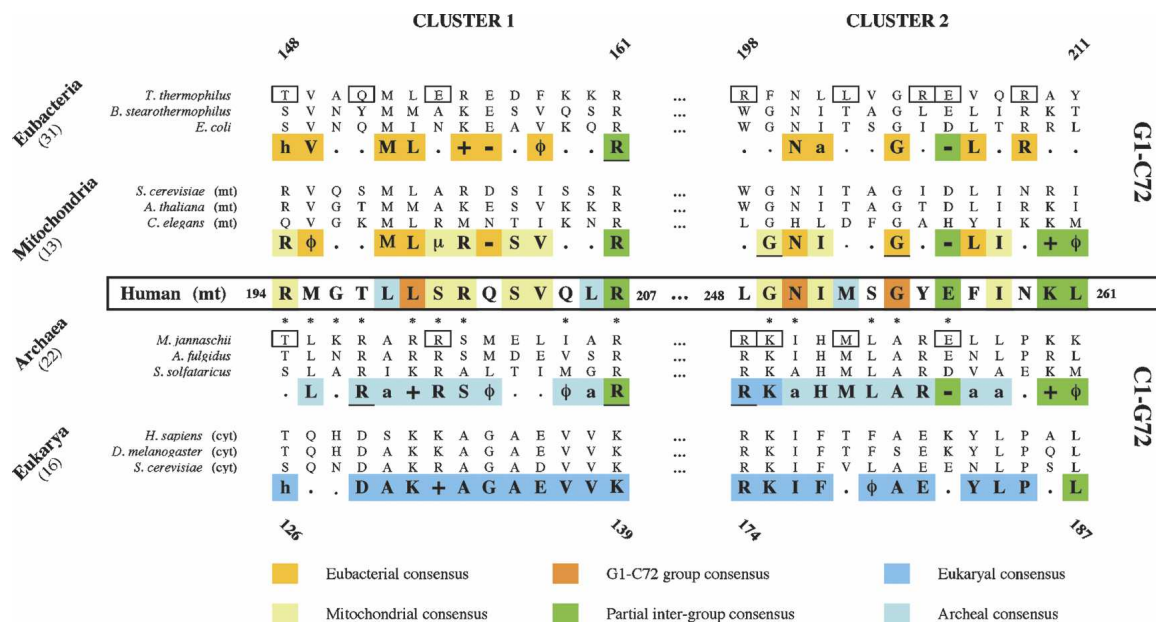 CLUSTER 1 CLUSTER 2
148 161 198 211
Eubacteria (31)
T. thermophilus T V A Q M L E R E D F K K R ... R F N L L V G R E V Q R A Y
B. stearothermophilus S V N Y M M A K E S V Q S R ... W G N I T A G L E L I R K T
E. coli S V N Q M I N K E A V K Q R ... W G N I T S G I D L T R R L
h V . . M L . + - . ϕ . . R . . N a . . G . - L . R . .
G1-C72
Mitochondria (13)
S. cerevisiae (mt) R V Q S M L A R D S I S S R ... W G N I T A G I D L I N R I
A. thaliana (mt) R V G T M M A K E S V K K R ... W G N I T A G T D L I R K I
C. elegans (mt) Q V G K M L R M N T I K N R ... L G H L D F G A H Y I K K M
R ϕ . . M L μ R - S V . . R . G N I . . G . - L I . + ϕ
Human (mt) 194 R M G T L L S R Q S V Q L R 207 ... 248 L G N I M S G Y E F I N K L 261
* * * * * * * * * * * * * *
Archaea (22)
M. jannaschii T L K R A R R S M E L I A R ... R K I H M L A R E L L P K K
A. fulgidus T L N R A R R S M D E V S R ... R K A H M L A R E N L P R L
S. solfataricus S L A R I K R A L T I M G R ... R K A H M L A R D V A E K M
. L . R a + R S ϕ . . ϕ a R R K a H M L A R - a a . + ϕ
C1-G72
Eukarya (16)
H. sapiens (cyt) T Q H D S K K A G A E V V K ... R K I F T F A E K Y L P A L
D. melanogaster (cyt) T Q H D A K K A G A E V V K ... R K I F T F S E K Y L P Q L
S. cerevisiae (cyt) S Q N D A K R A G A D V V K ... R K I F V L A E E N L P S L
h . . D A K + A G A E V V K R K I F . ϕ A E . Y L P . L
126 139 174 187
Eubacterial consensus G1-C72 group consensus Eukaryal consensus
Mitochondrial consensus Partial inter-group consensus Archeal consensus